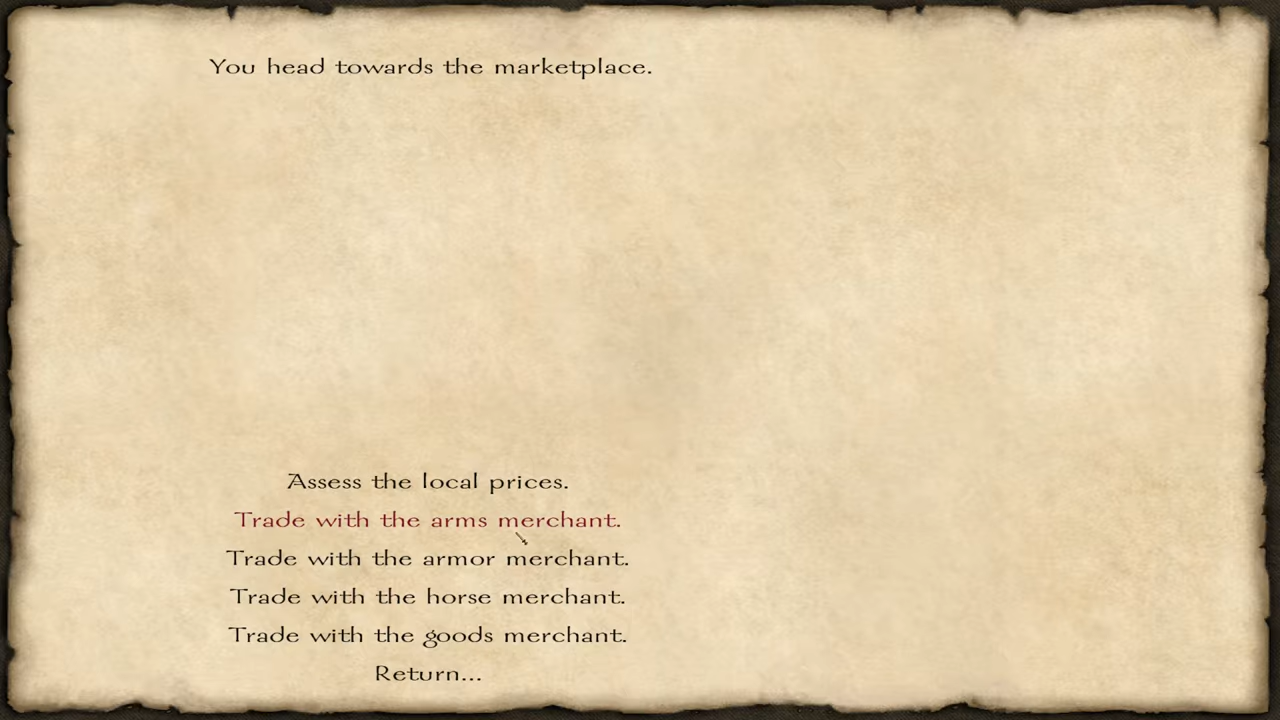 You head towards the marketplace.
Assess the local prices.
Trade with the arms merchant.
Trade with the armor merchant.
Trade with the horse merchant.
Trade with the goods merchant.
Return...